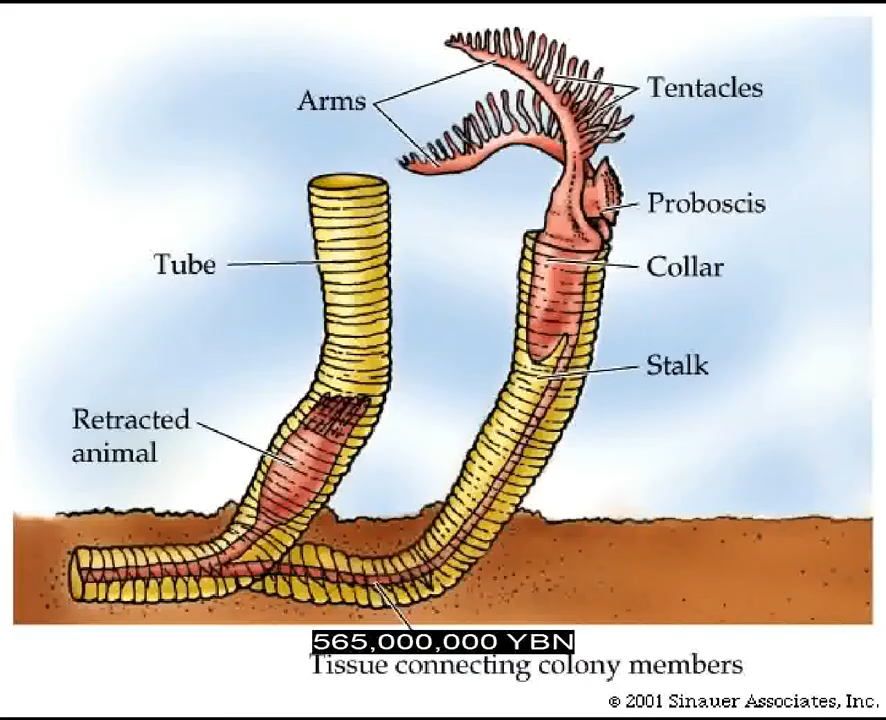 Arms
Tentacles
Proboscis
Tube
Collar
Stalk
Retracted
animal
565,000,000 YBN
Tissue connecting colony members
© 2001 Sinauer Associates, Inc.